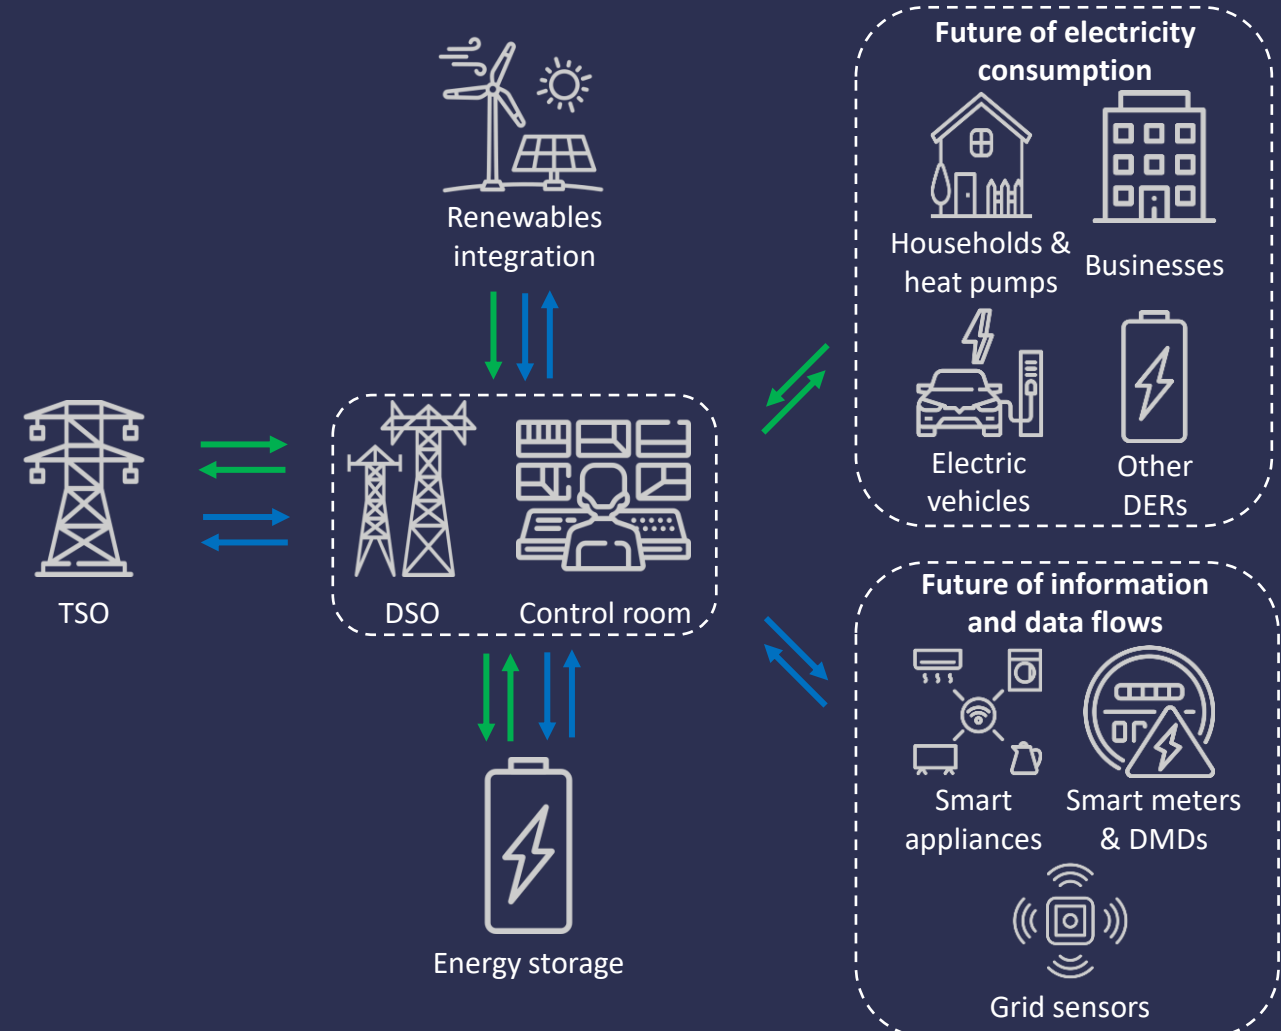 Future of electricity
consumption
Renewables
integration
Households &
heat pumps
Businesses
Electric
vehicles
Other
DERs
TSO
DSO
Control room
Future of information
and data flows
Smart
appliances
Smart meters
& DMDs
Energy storage
Grid sensors